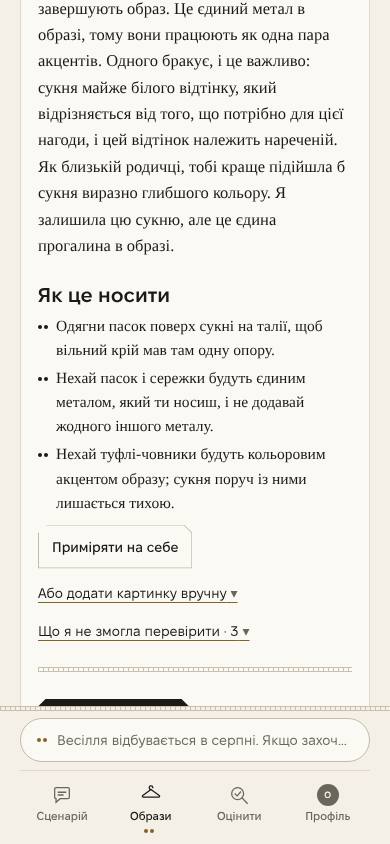 завершують образ. Це єдиний метал в
образі, тому вони працюють як одна пара
акцентів. Одного бракує, і це важливо:
сукня майже білого відтінку, який
відрізняється від того, що потрібно для цієї
нагоди, і цей відтінок належить нареченій.
Як близькій родичці, тобі краще підійшла б
сукня виразно глибшого кольору. Я
залишила цю сукню, але це єдина
прогалина в образі.
Як це носити
•• Одягни пасок поверх сукні на талії, щоб
вільний крій мав там одну опору.
•• Нехай пасок і сережки будуть єдиним
металом, який ти носиш, і не додавай
жодного іншого металу.
•• Нехай туфлі-човники будуть кольоровим
акцентом образу; сукня поруч із ними
лишається тихою.
Приміряти на себе
Або додати картинку вручну ▾
Що я не змогла перевірити · 3 ▾
•• Весілля відбувається в серпні. Якщо захоч...
Сценарій
Образи
Оцінити
О
Профіль